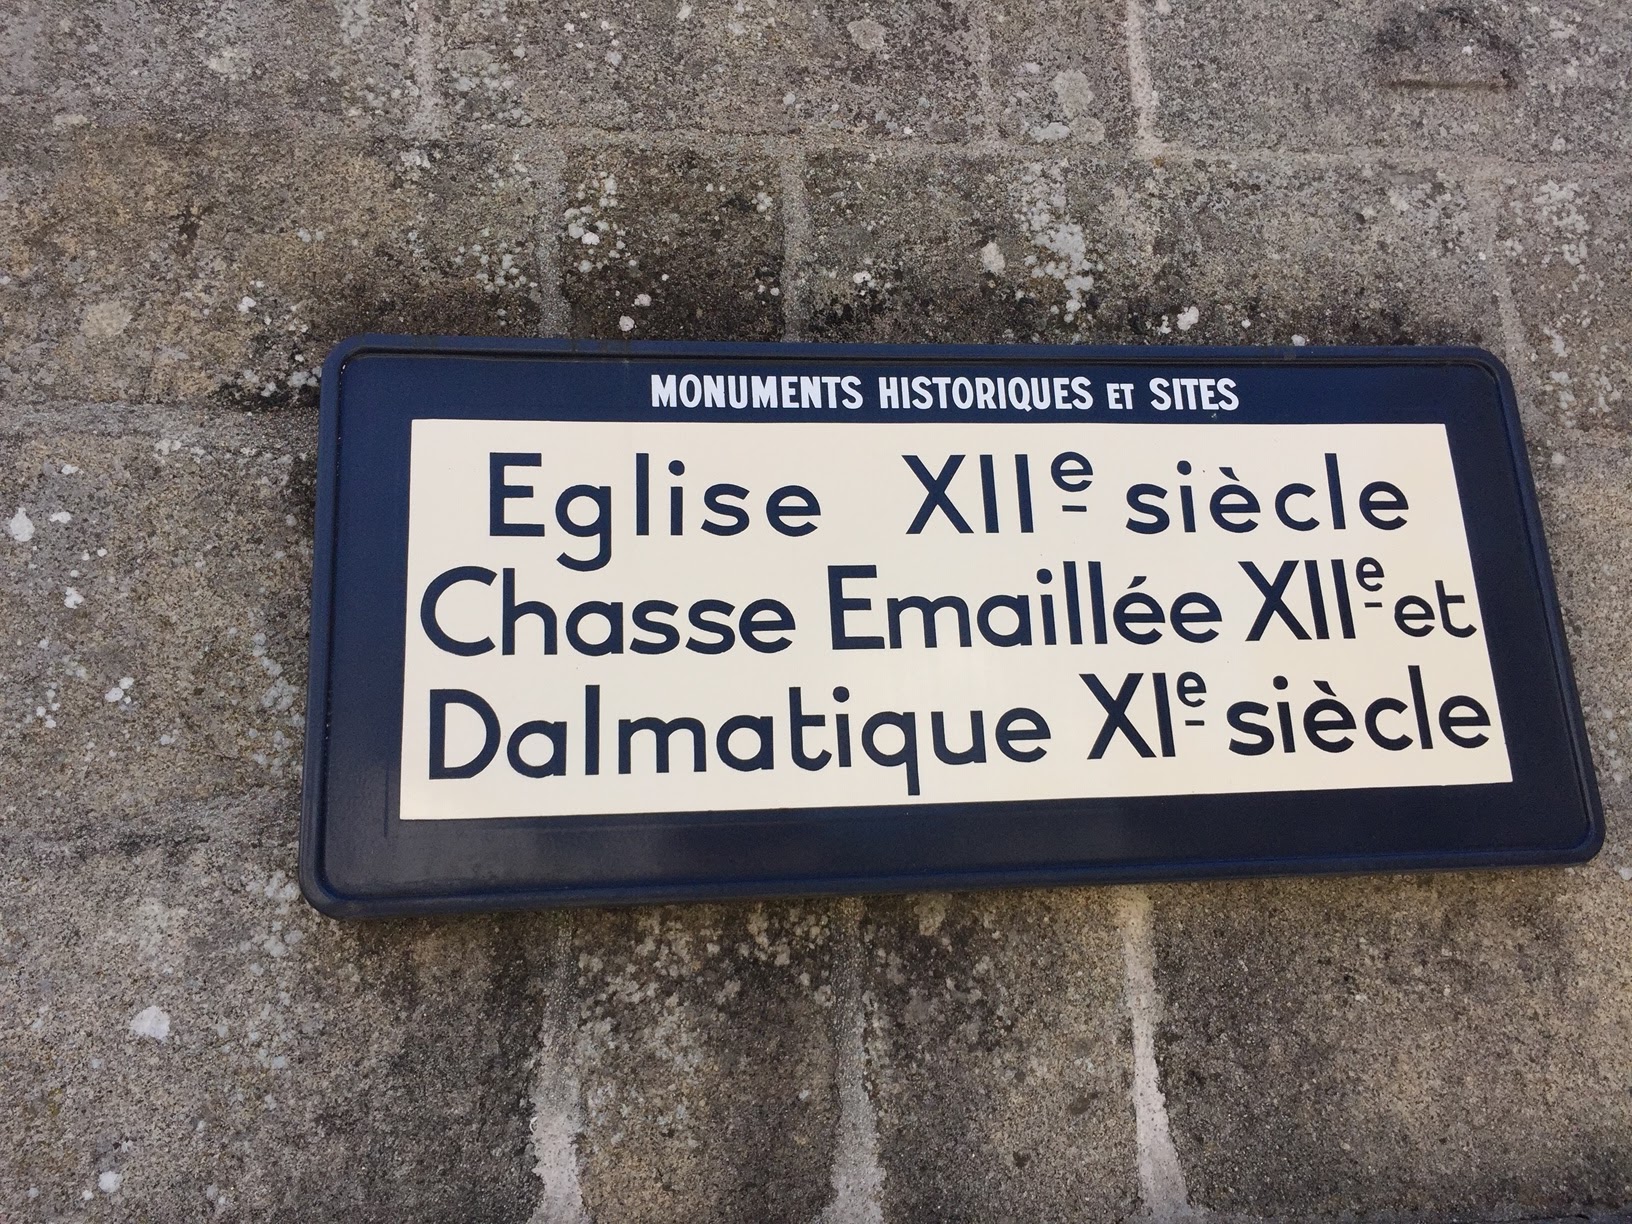 MONUMENTS HISTORIQUES ET SITES
Eglise XIIe siècle
Chasse Emaillée XIIe et
Dalmatique XIe siècle